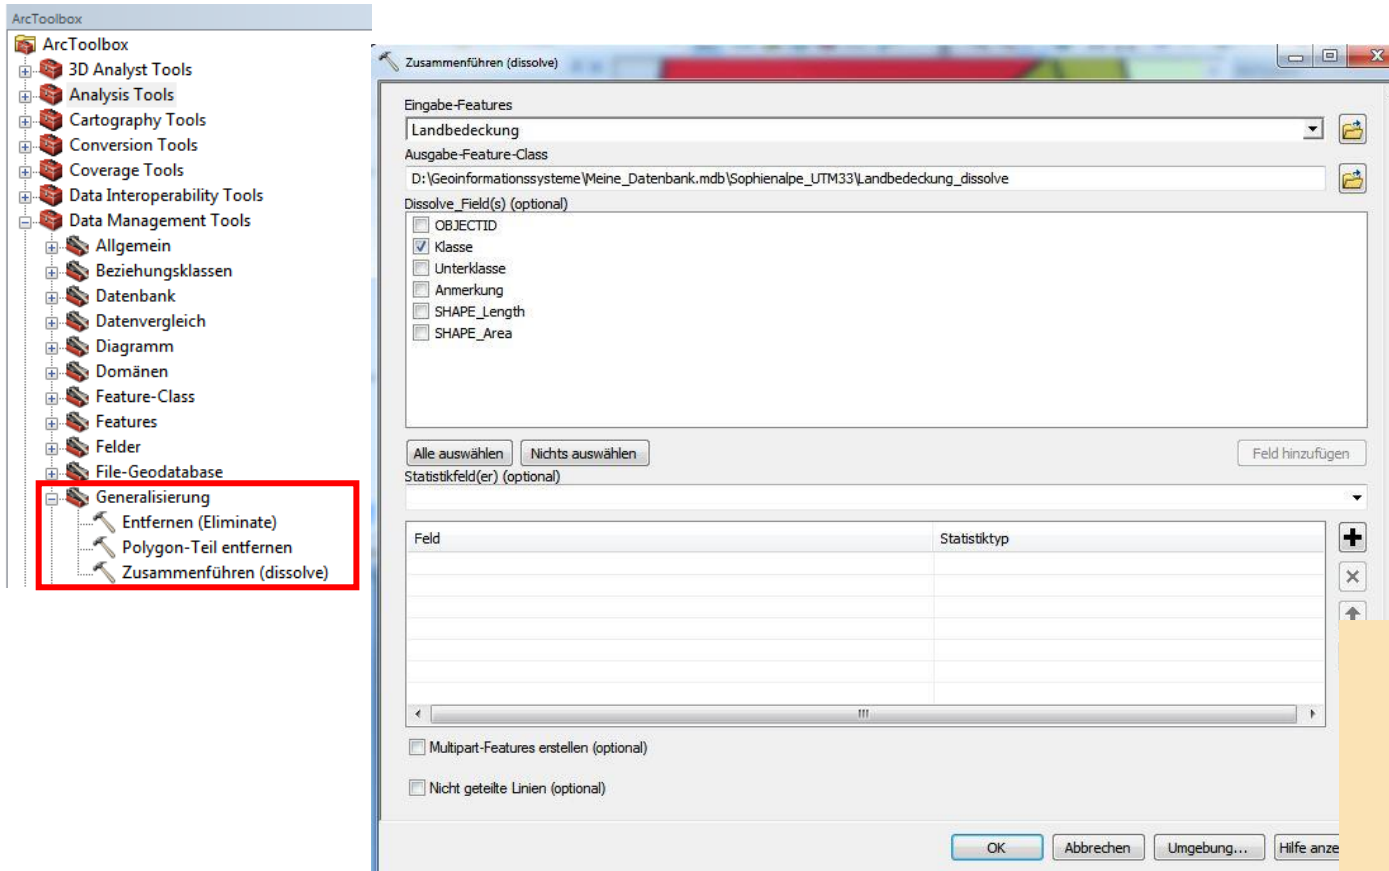 ArcToolbox
ArcToolbox
3D Analyst Tools
Analysis Tools
Cartography Tools
Conversion Tools
Coverage Tools
Data Interoperability Tools
Data Management Tools
Allgemein
Beziehungsklassen
Datenbank
Datenvergleich
Diagramm
Domänen
Feature-Class
Features
Felder
File-Geodatabase
Generalisierung
Entfernen (Eliminate)
Polygon-Teil entfernen
Zusammenführen (dissolve)
Zusammenführen (dissolve)
Eingabe-Features
Landbedeckung
Ausgabe-Feature-Class
D:\Geoinformationssysteme\Meine_Datenbank.mdb\Sophienalpe_UTM33\Landbedeckung_dissolve
Dissolve_Field(s) (optional)
OBJECTID
Klasse
Unterklasse
Anmerkung
SHAPE_Length
SHAPE_Area
Alle auswählen Nichts auswählen Feld hinzufügen
Statistikfeld(er) (optional)
Feld Statistiktyp
Multipart-Features erstellen (optional)
Nicht geteilte Linien (optional)
OK Abbrechen Umgebung... Hilfe anze